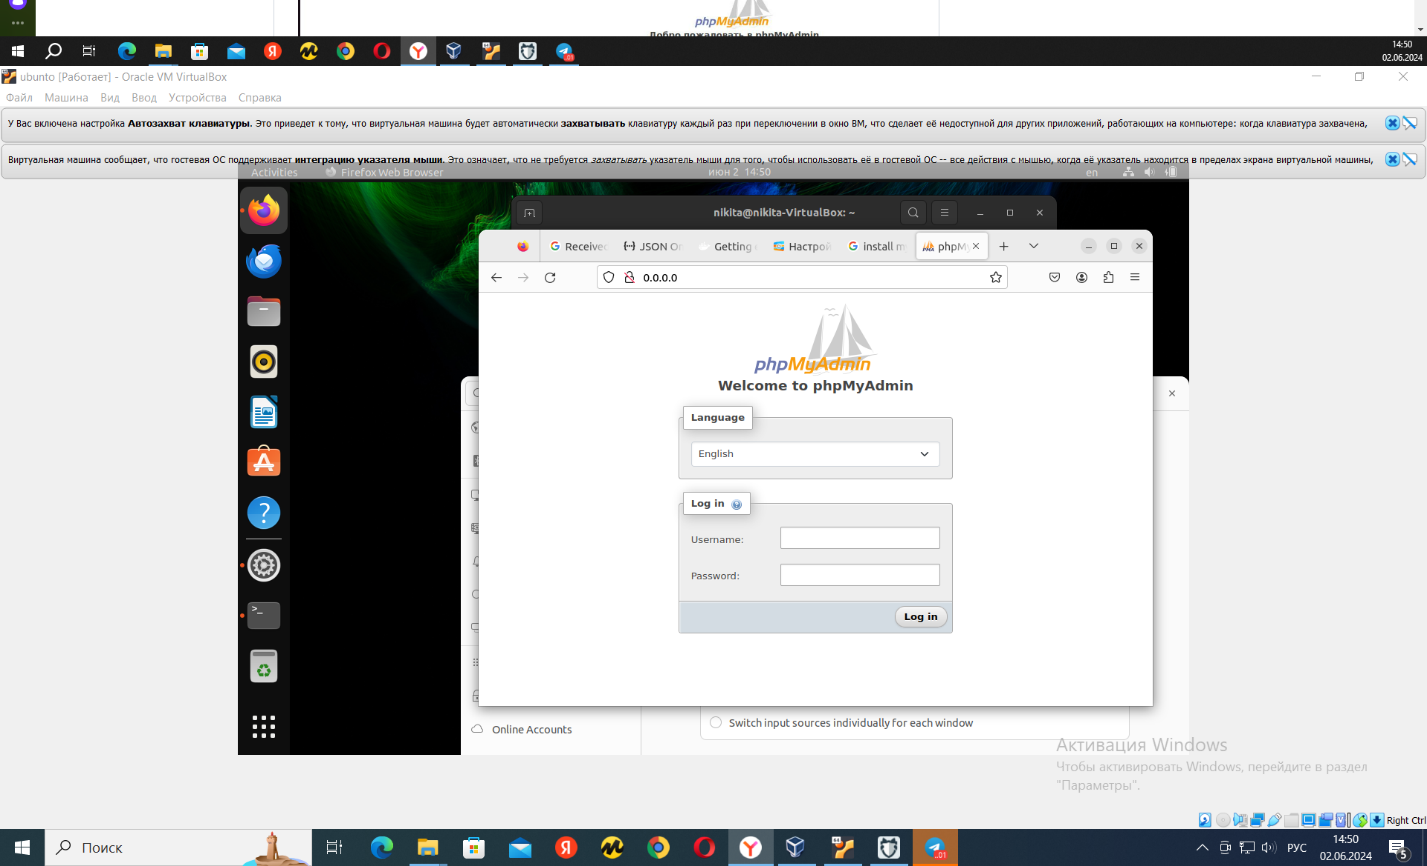 phpMyAdmin
Добро пожаловать в phpMyAdmin
14:50
02.06.2024
ubunto [Работает] - Oracle VM VirtualBox
Файл Машина Вид Ввод Устройства Справка
У Вас включена настройка Автозахват клавиатуры. Это приведет к тому, что виртуальная машина будет автоматически захватывать клавиатуру каждый раз при переключении в окно ВМ, что сделает её недоступной для других приложений, работающих на компьютере: когда клавиатура захвачена,
Виртуальная машина сообщает, что гостевая ОС поддерживает интеграцию указателя мыши. Это означает, что не требуется захватывать указатель мыши для того, чтобы использовать её в гостевой ОС -- все действия с мышью, когда её указатель находится в пределах экрана виртуальной машины,
Activities Firefox Web Browser июн 2 14:50 en
nikita@nikita-VirtualBox: ~
Received JSON Getting Настрой install phpMy
0.0.0.0
phpMyAdmin
Welcome to phpMyAdmin
Language
English
Log in
Username:
Password:
Log in
Switch input sources individually for each window
Online Accounts
Активация Windows
Чтобы активировать Windows, перейдите в раздел
"Параметры".
Right Ctrl
Поиск
РУС
14:50
02.06.2024
5